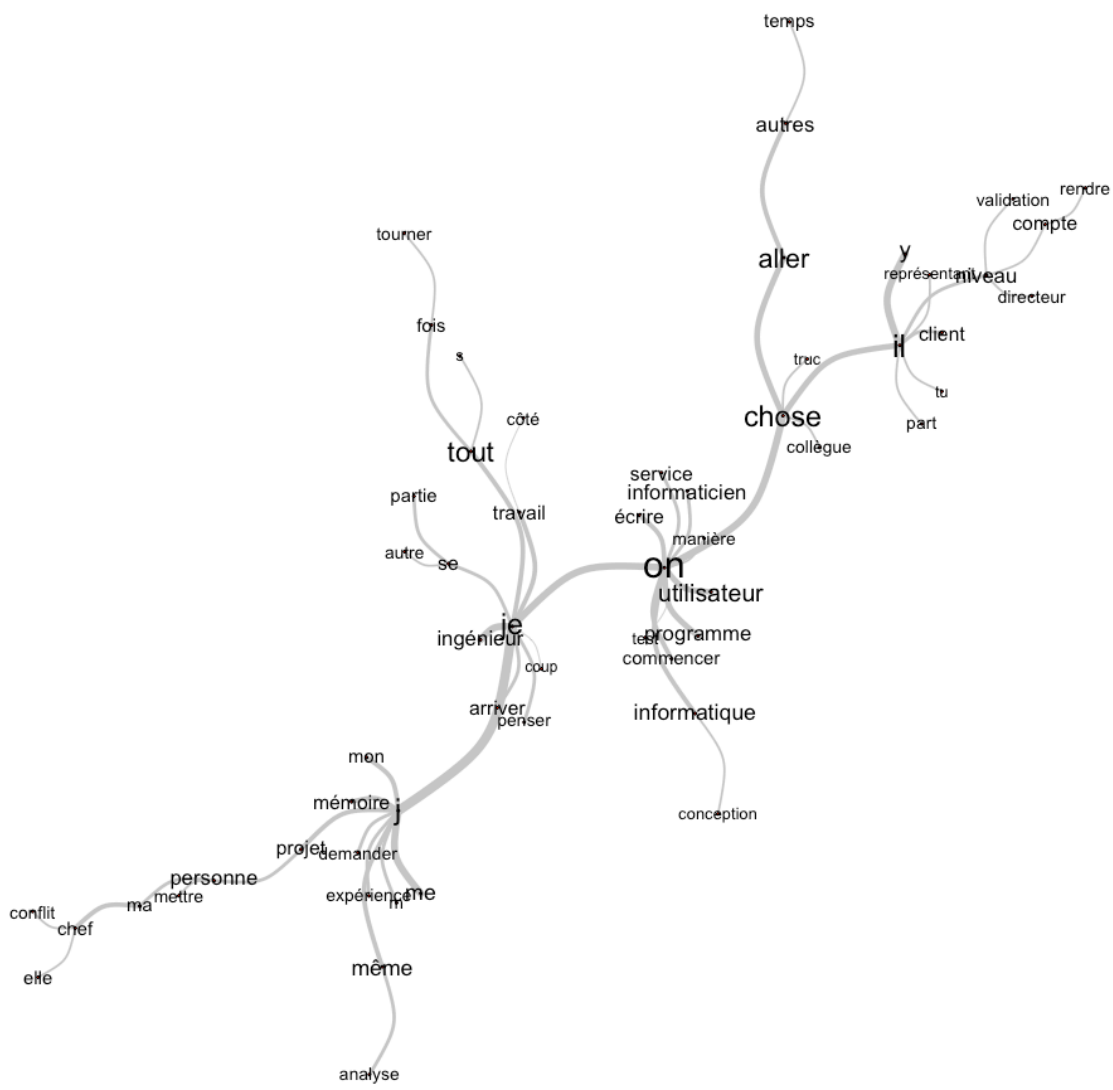 temps
autres
rendre
validation
compte
tourner
y
aller
représentant
niveau
directeur
fois
client
il
s
truc
tu
chose
côté
part
tout
collègue
service
partie
informaticien
travail
écrire
manière
autre
se
on
utilisateur
je
ingénieur
test
programme
commencer
coup
arriver
penser
informatique
mon
mémoire
j
conception
projet
demander
personne
mettre
expérience
me
m
ma
conflit
chef
même
elle
analyse